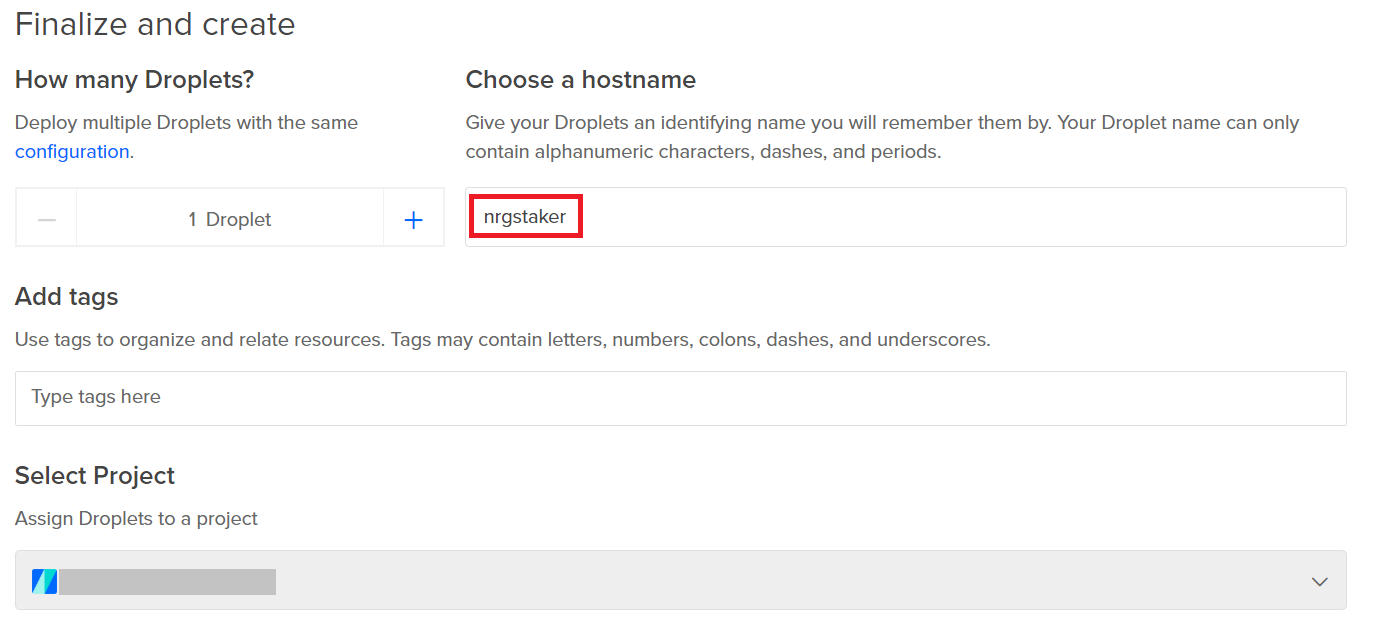 Finalize and create
How many Droplets?
Deploy multiple Droplets with the same
configuration.
1 Droplet
Choose a hostname
Give your Droplets an identifying name you will remember them by. Your Droplet name can only
contain alphanumeric characters, dashes, and periods.
nrgstaker
Add tags
Use tags to organize and relate resources. Tags may contain letters, numbers, colons, dashes, and underscores.
Type tags here
Select Project
Assign Droplets to a project